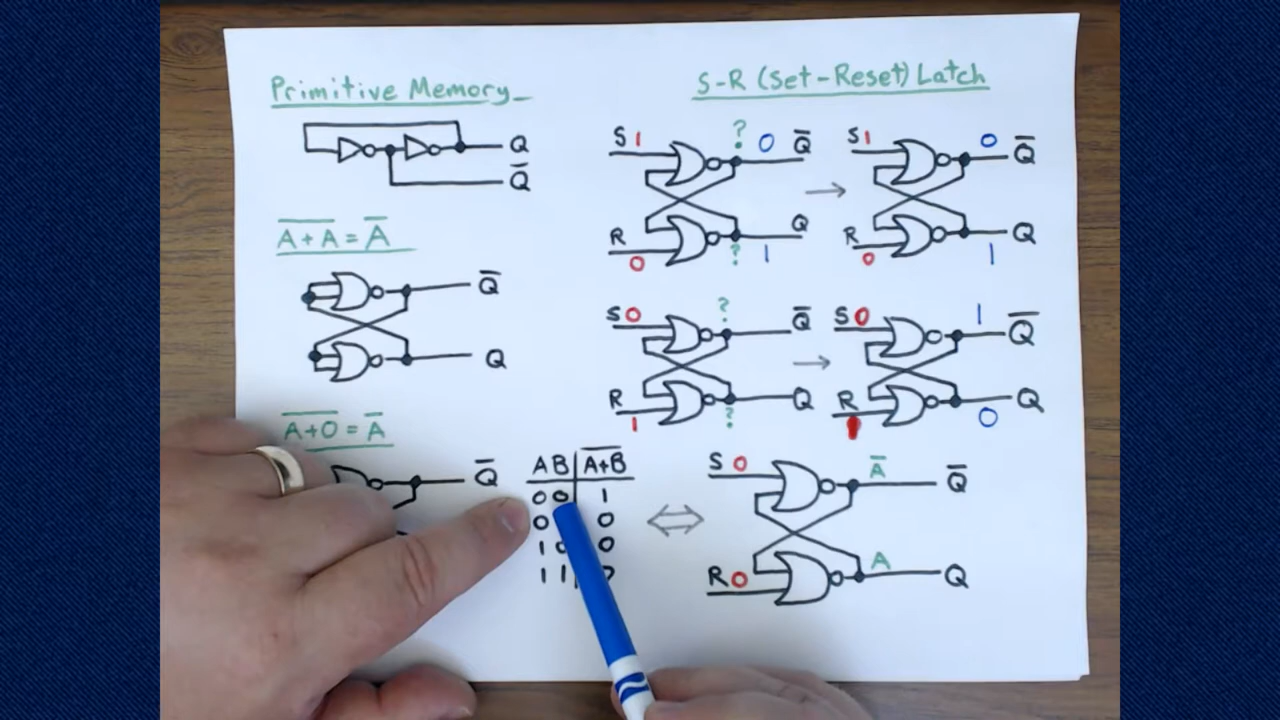 Primitive Memory
Q
Q̅
A̅+̅A̅ = A̅
Q̅
Q
A̅+̅0̅ = A̅
Q̅
A B | A̅+̅B̅
0 0 | 1
0 | 0
1 0 | 0
1 1
S-R (Set-Reset) Latch
S 1 ? 0 Q̅
R 0 ? 1 Q
S 1 0 Q̅
R 0 1 Q
S 0 ? Q̅
R 1 ? Q
S 0 1 Q̅
R 0 Q
S 0 A̅ Q̅
R 0 A Q